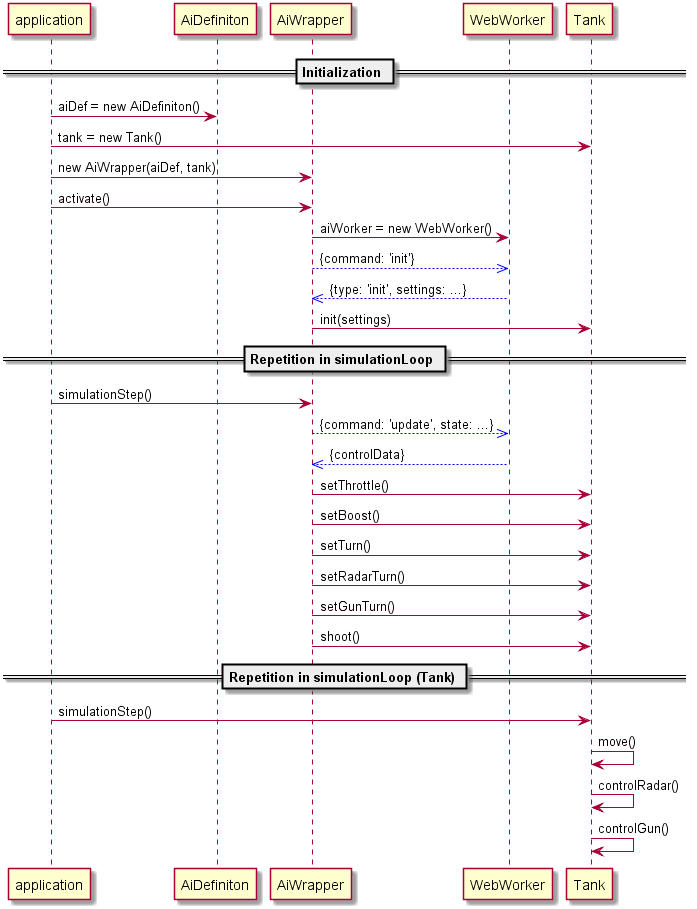 application AiDefiniton AiWrapper WebWorker Tank
Initialization
aiDef = new AiDefiniton()
tank = new Tank()
new AiWrapper(aiDef, tank)
activate()
aiWorker = new WebWorker()
{command: 'init'}
{type: 'init', settings: ...}
init(settings)
Repetition in simulationLoop
simulationStep()
{command: 'update', state: ...}
{controlData}
setThrottle()
setBoost()
setTurn()
setRadarTurn()
setGunTurn()
shoot()
Repetition in simulationLoop (Tank)
simulationStep()
move()
controlRadar()
controlGun()
application AiDefiniton AiWrapper WebWorker Tank